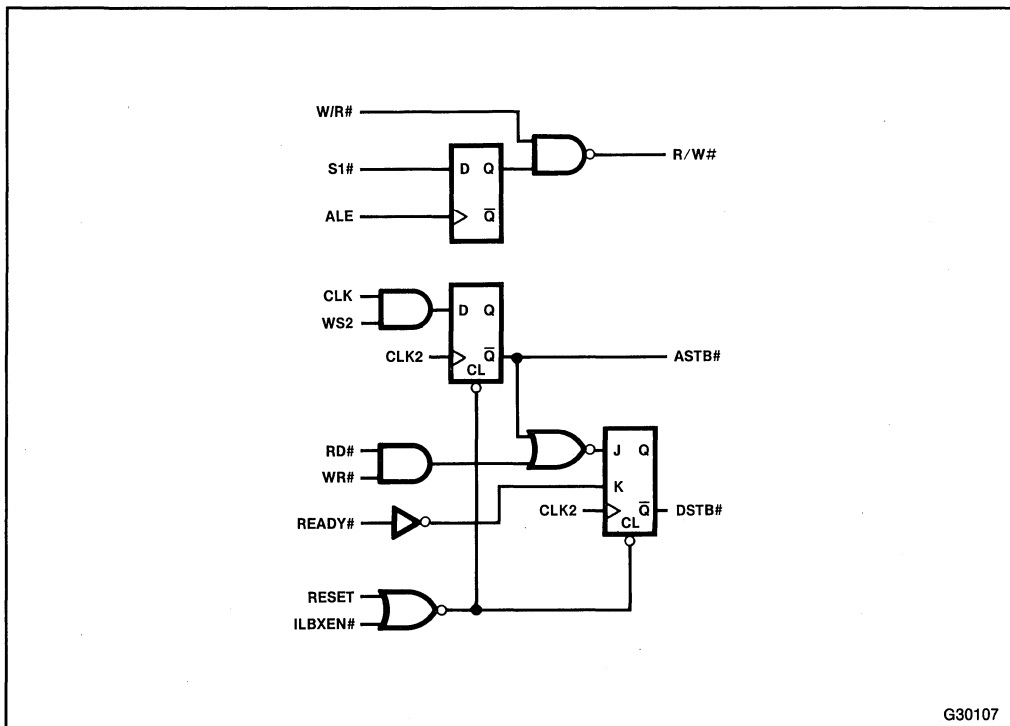 W/R#
R/W#
S1#
D Q
ALE
Q̅
CLK
D Q
WS2
CLK2
Q̅
ASTB#
CL
RD#
J Q
WR#
K
CLK2
Q̅
DSTB#
READY#
CL
RESET
ILBXEN#
G30107